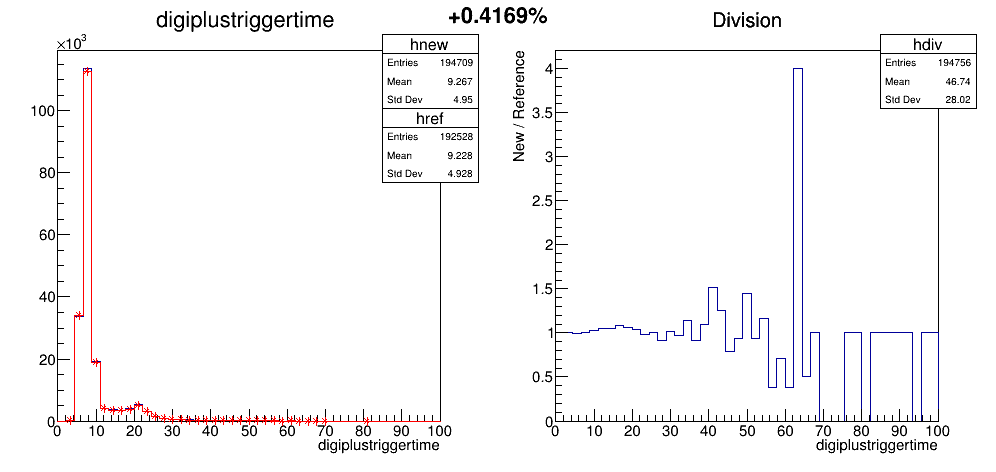 digiplustriggertime
+0.4169%
Division
×10³
hnew
Entries 194709
Mean 9.267
Std Dev 4.95
href
Entries 192528
Mean 9.228
Std Dev 4.928
100
80
60
40
20
0
0 10 20 30 40 50 60 70 80 90 100
digiplustriggertime
hdiv
Entries 194756
Mean 46.74
Std Dev 28.02
New / Reference
4
3.5
3
2.5
2
1.5
1
0.5
0
0 10 20 30 40 50 60 70 80 90 100
digiplustriggertime